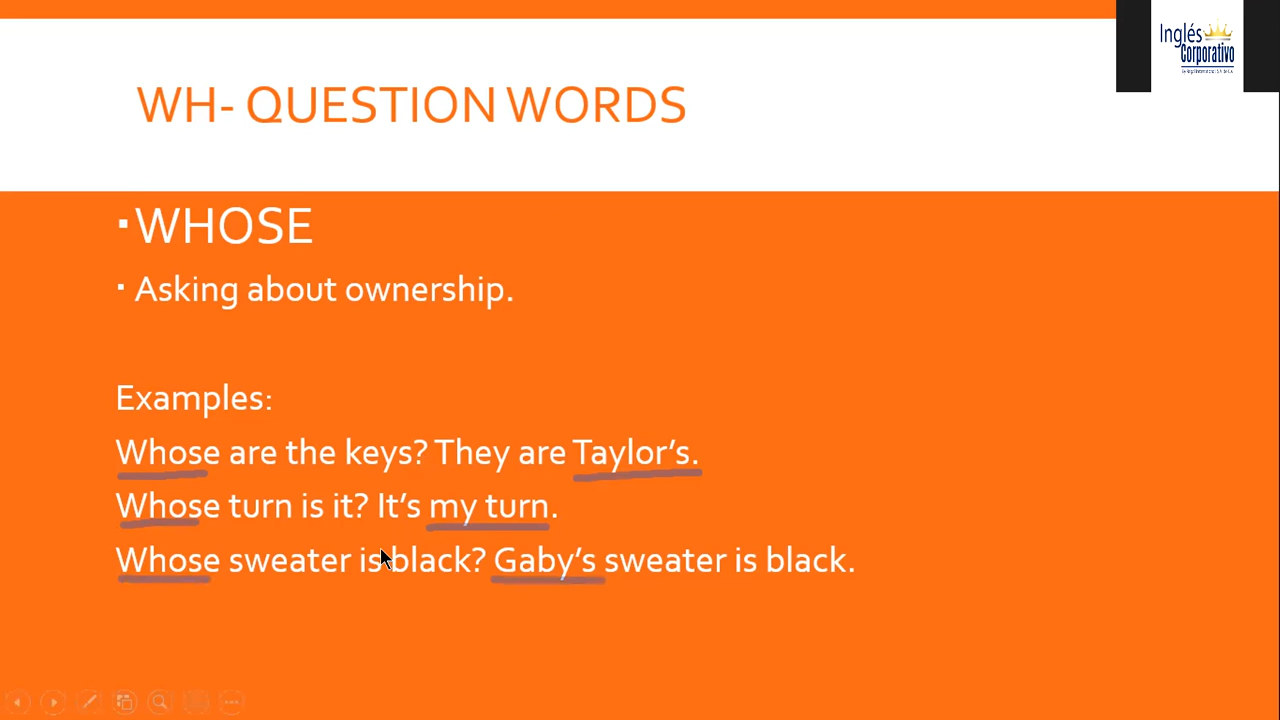 Inglés
Corporativo
WH- QUESTION WORDS
▪WHOSE
▪ Asking about ownership.
Examples:
Whose are the keys? They are Taylor’s.
Whose turn is it? It’s my turn.
Whose sweater is black? Gaby’s sweater is black.